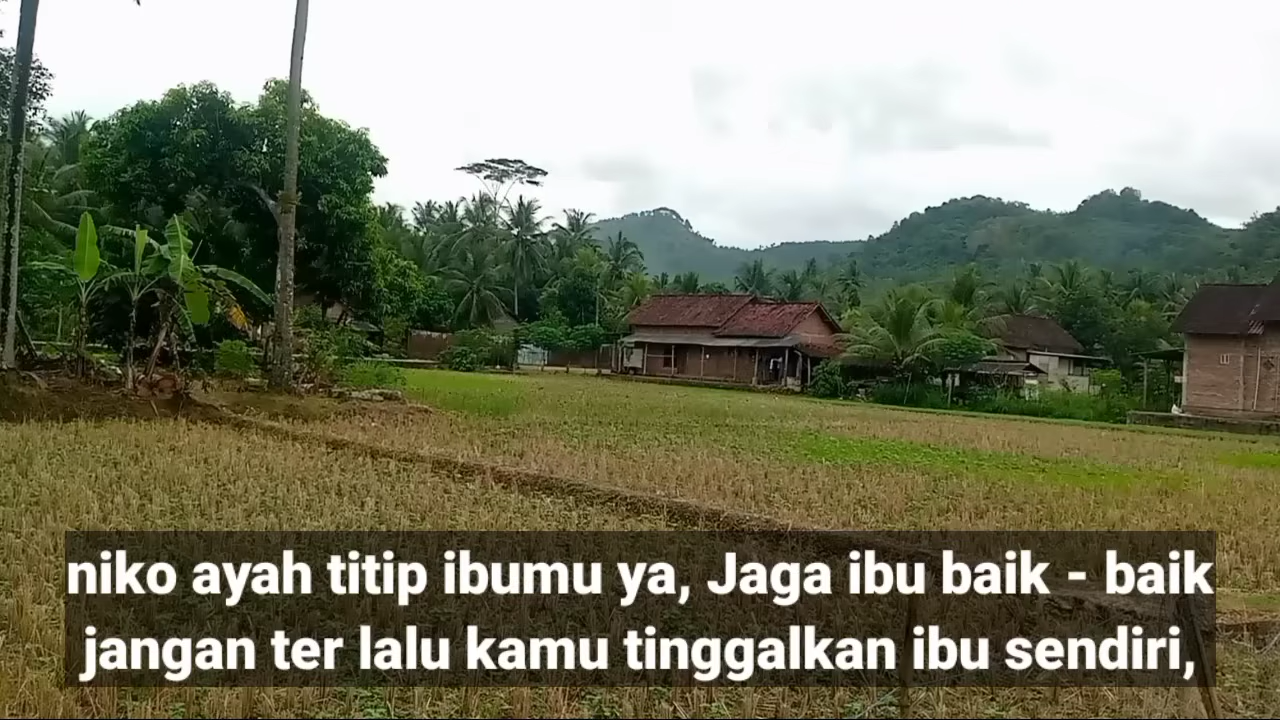 niko ayah titip ibumu ya, Jaga ibu baik - baik
jangan ter lalu kamu tinggalkan ibu sendiri,